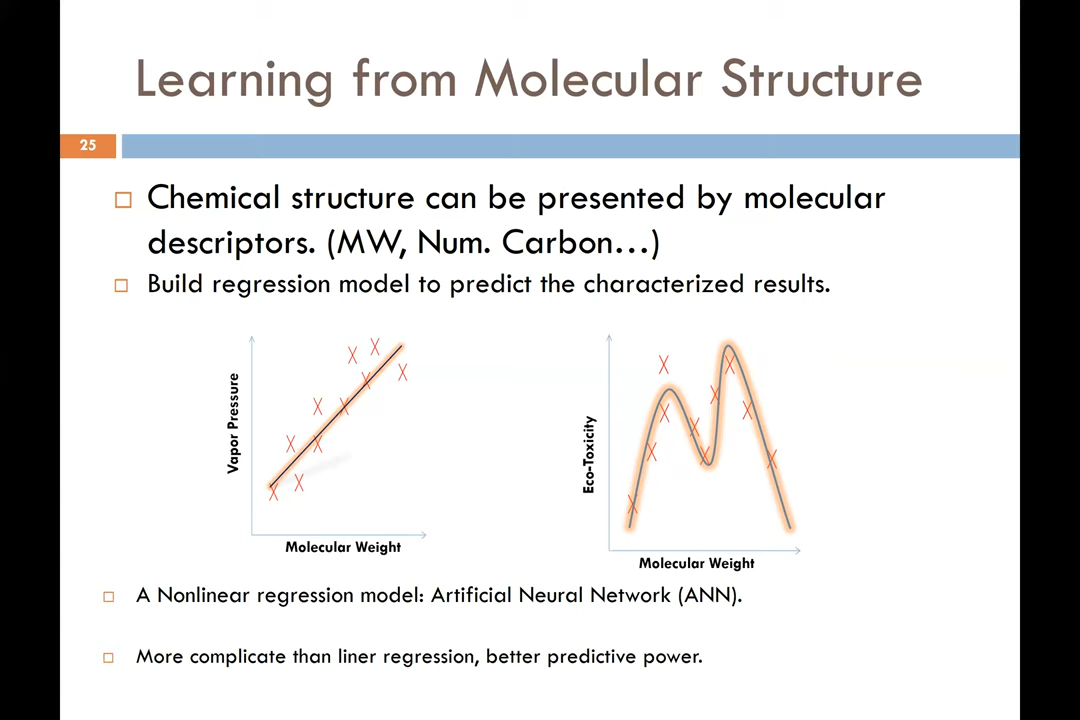 Learning from Molecular Structure
25
Chemical structure can be presented by molecular
descriptors. (MW, Num. Carbon...)
Build regression model to predict the characterized results.
Vapor Pressure
Molecular Weight
Eco-Toxicity
Molecular Weight
A Nonlinear regression model: Artificial Neural Network (ANN).
More complicate than liner regression, better predictive power.